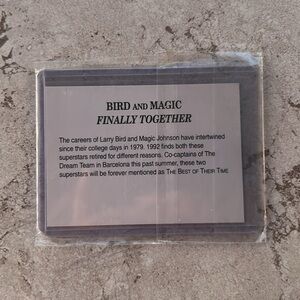 BIRD AND MAGIC
FINALLY TOGETHER
The careers of Larry Bird and Magic Johnson have intertwined
since their college days in 1979. 1992 finds both these
superstars retired for different reasons. Co-captains of The
Dream Team in Barcelona this past summer, these two
superstars will be forever mentioned as THE BEST OF THEIR TIME